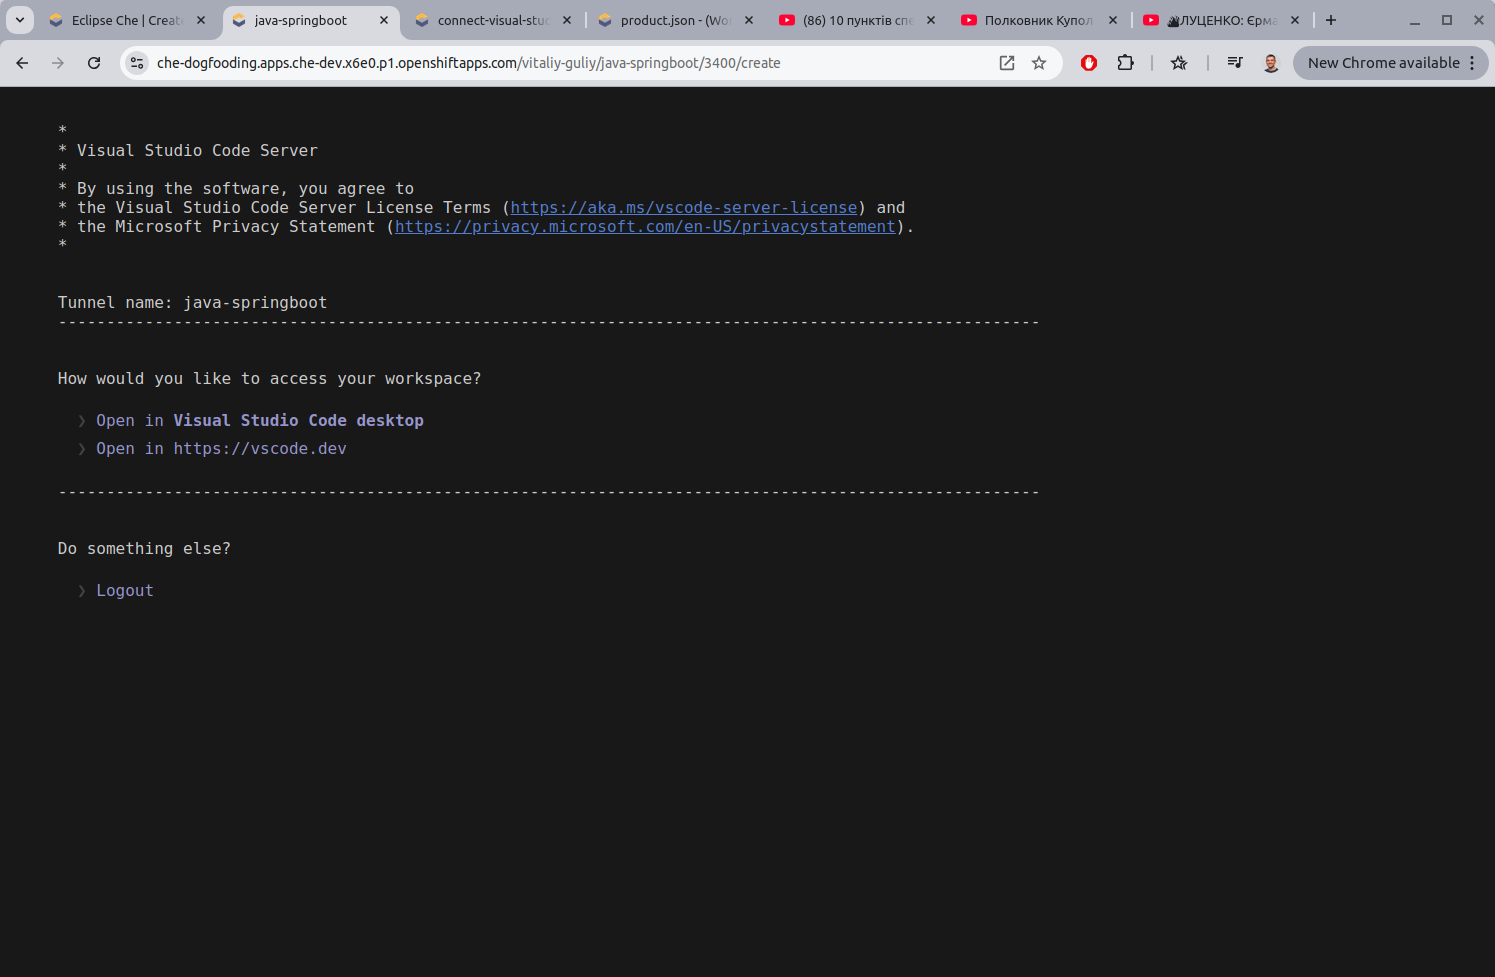 Eclipse Che | Create
java-springboot
connect-visual-stud
product.json - (Wo
(86) 10 пунктів спе
Полковник Купол
ЛУЦЕНКО: Єрма
che-dogfooding.apps.che-dev.x6e0.p1.openshiftapps.com/vitaliy-guliy/java-springboot/3400/create
New Chrome available
*
* Visual Studio Code Server
*
* By using the software, you agree to
* the Visual Studio Code Server License Terms (https://aka.ms/vscode-server-license) and
* the Microsoft Privacy Statement (https://privacy.microsoft.com/en-US/privacystatement).
*
Tunnel name: java-springboot
------------------------------------------------------------------------------------------------------
How would you like to access your workspace?
❯ Open in Visual Studio Code desktop
❯ Open in https://vscode.dev
------------------------------------------------------------------------------------------------------
Do something else?
❯ Logout